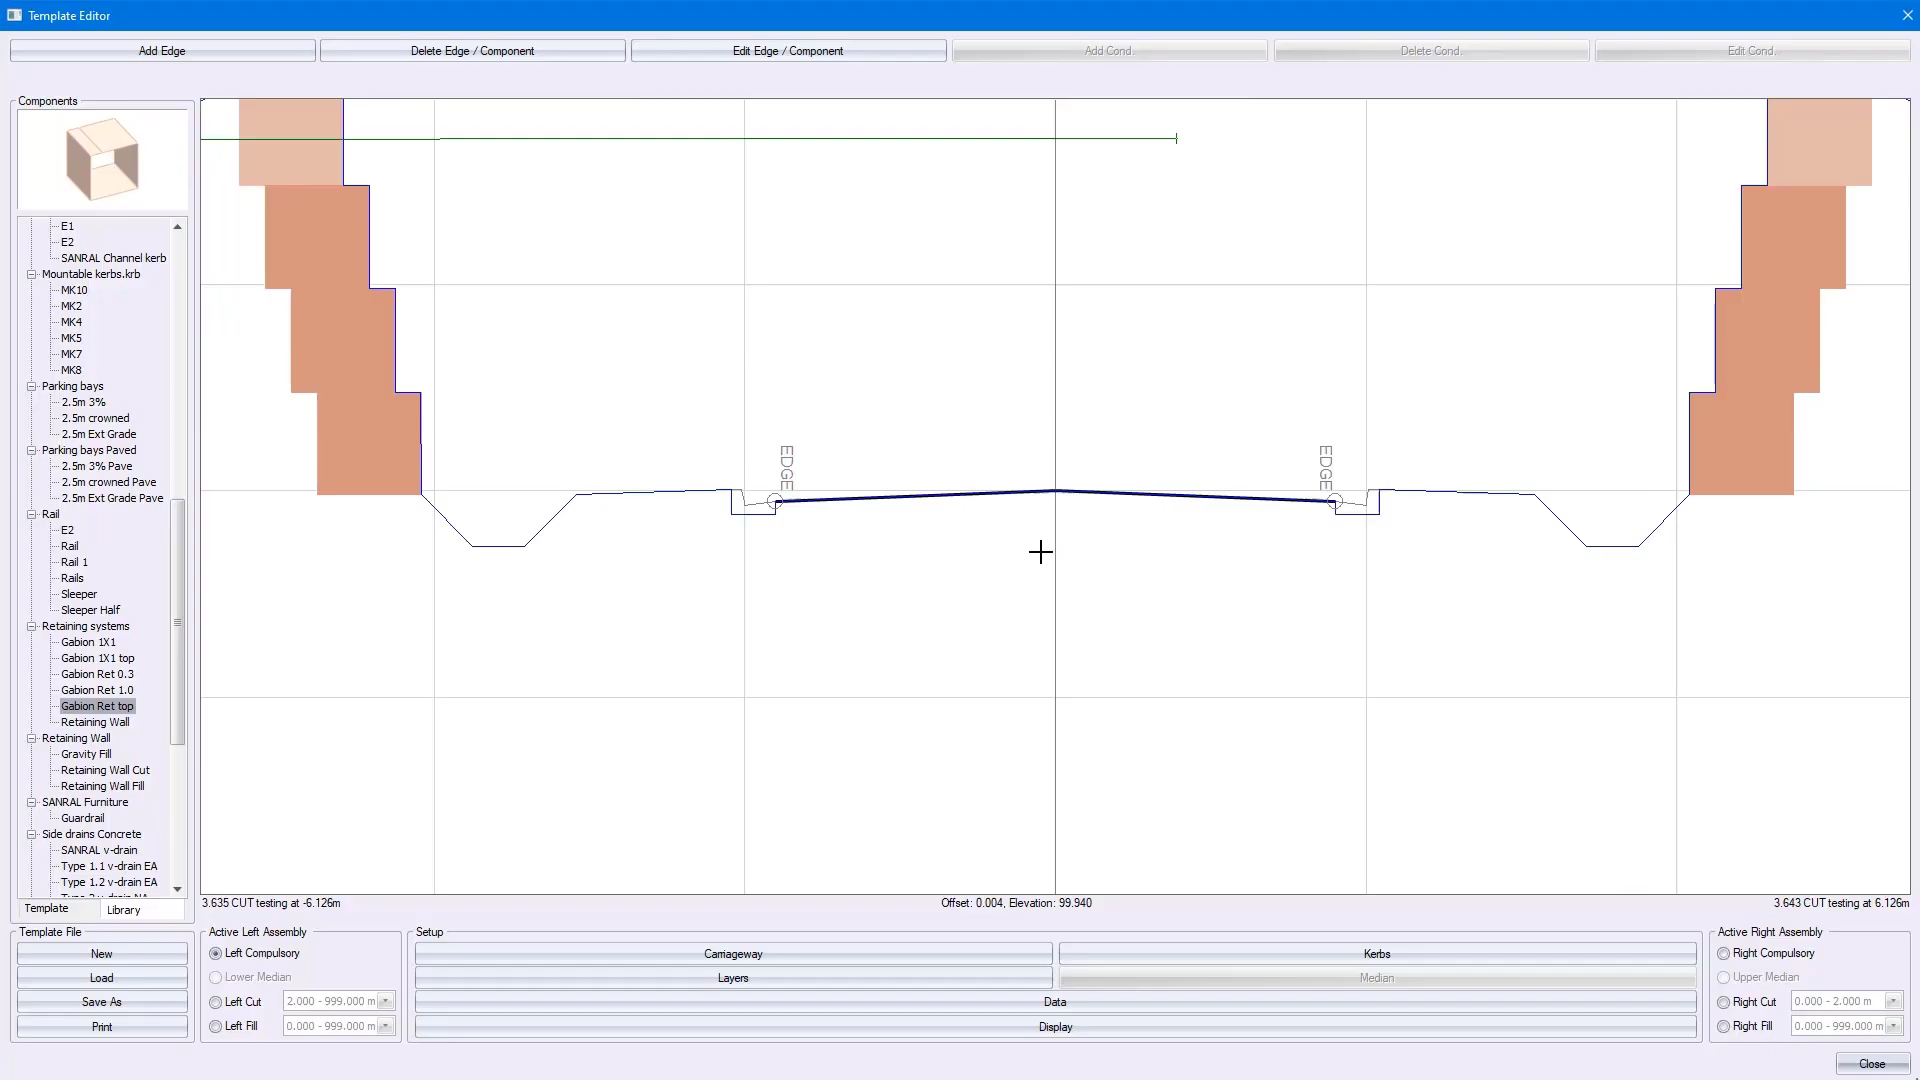 Template Editor
Add Edge
Delete Edge / Component
Edit Edge / Component
Add Cond.
Delete Cond.
Edit Cond.
Components
E1
E2
SANRAL Channel kerb
Mountable kerbs.krb
MK10
MK2
MK4
MK5
MK7
MK8
Parking bays
2.5m 3%
2.5m crowned
2.5m Ext Grade
Parking bays Paved
2.5m 3% Pave
2.5m crowned Pave
2.5m Ext Grade Pave
Rail
E2
Rail
Rail 1
Rails
Sleeper
Sleeper Half
Retaining systems
Gabion 1X1
Gabion 1X1 top
Gabion Ret 0.3
Gabion Ret 1.0
Gabion Ret top
Retaining Wall
Retaining Wall
Gravity Fill
Retaining Wall Cut
Retaining Wall Fill
SANRAL Furniture
Guardrail
Side drains Concrete
SANRAL v-drain
Type 1.1 v-drain EA
Type 1.2 v-drain EA
Template
Library
EDGE
EDGE
3.635 CUT testing at -6.126m
Offset: 0.004, Elevation: 99.940
3.643 CUT testing at 6.126m
Template File
New
Load
Save As
Print
Active Left Assembly
Left Compulsory
Lower Median
Left Cut
2.000 - 999.000 m
Left Fill
0.000 - 999.000 m
Setup
Carriageway
Kerbs
Layers
Median
Data
Display
Active Right Assembly
Right Compulsory
Upper Median
Right Cut
0.000 - 2.000 m
Right Fill
0.000 - 999.000 m
Close